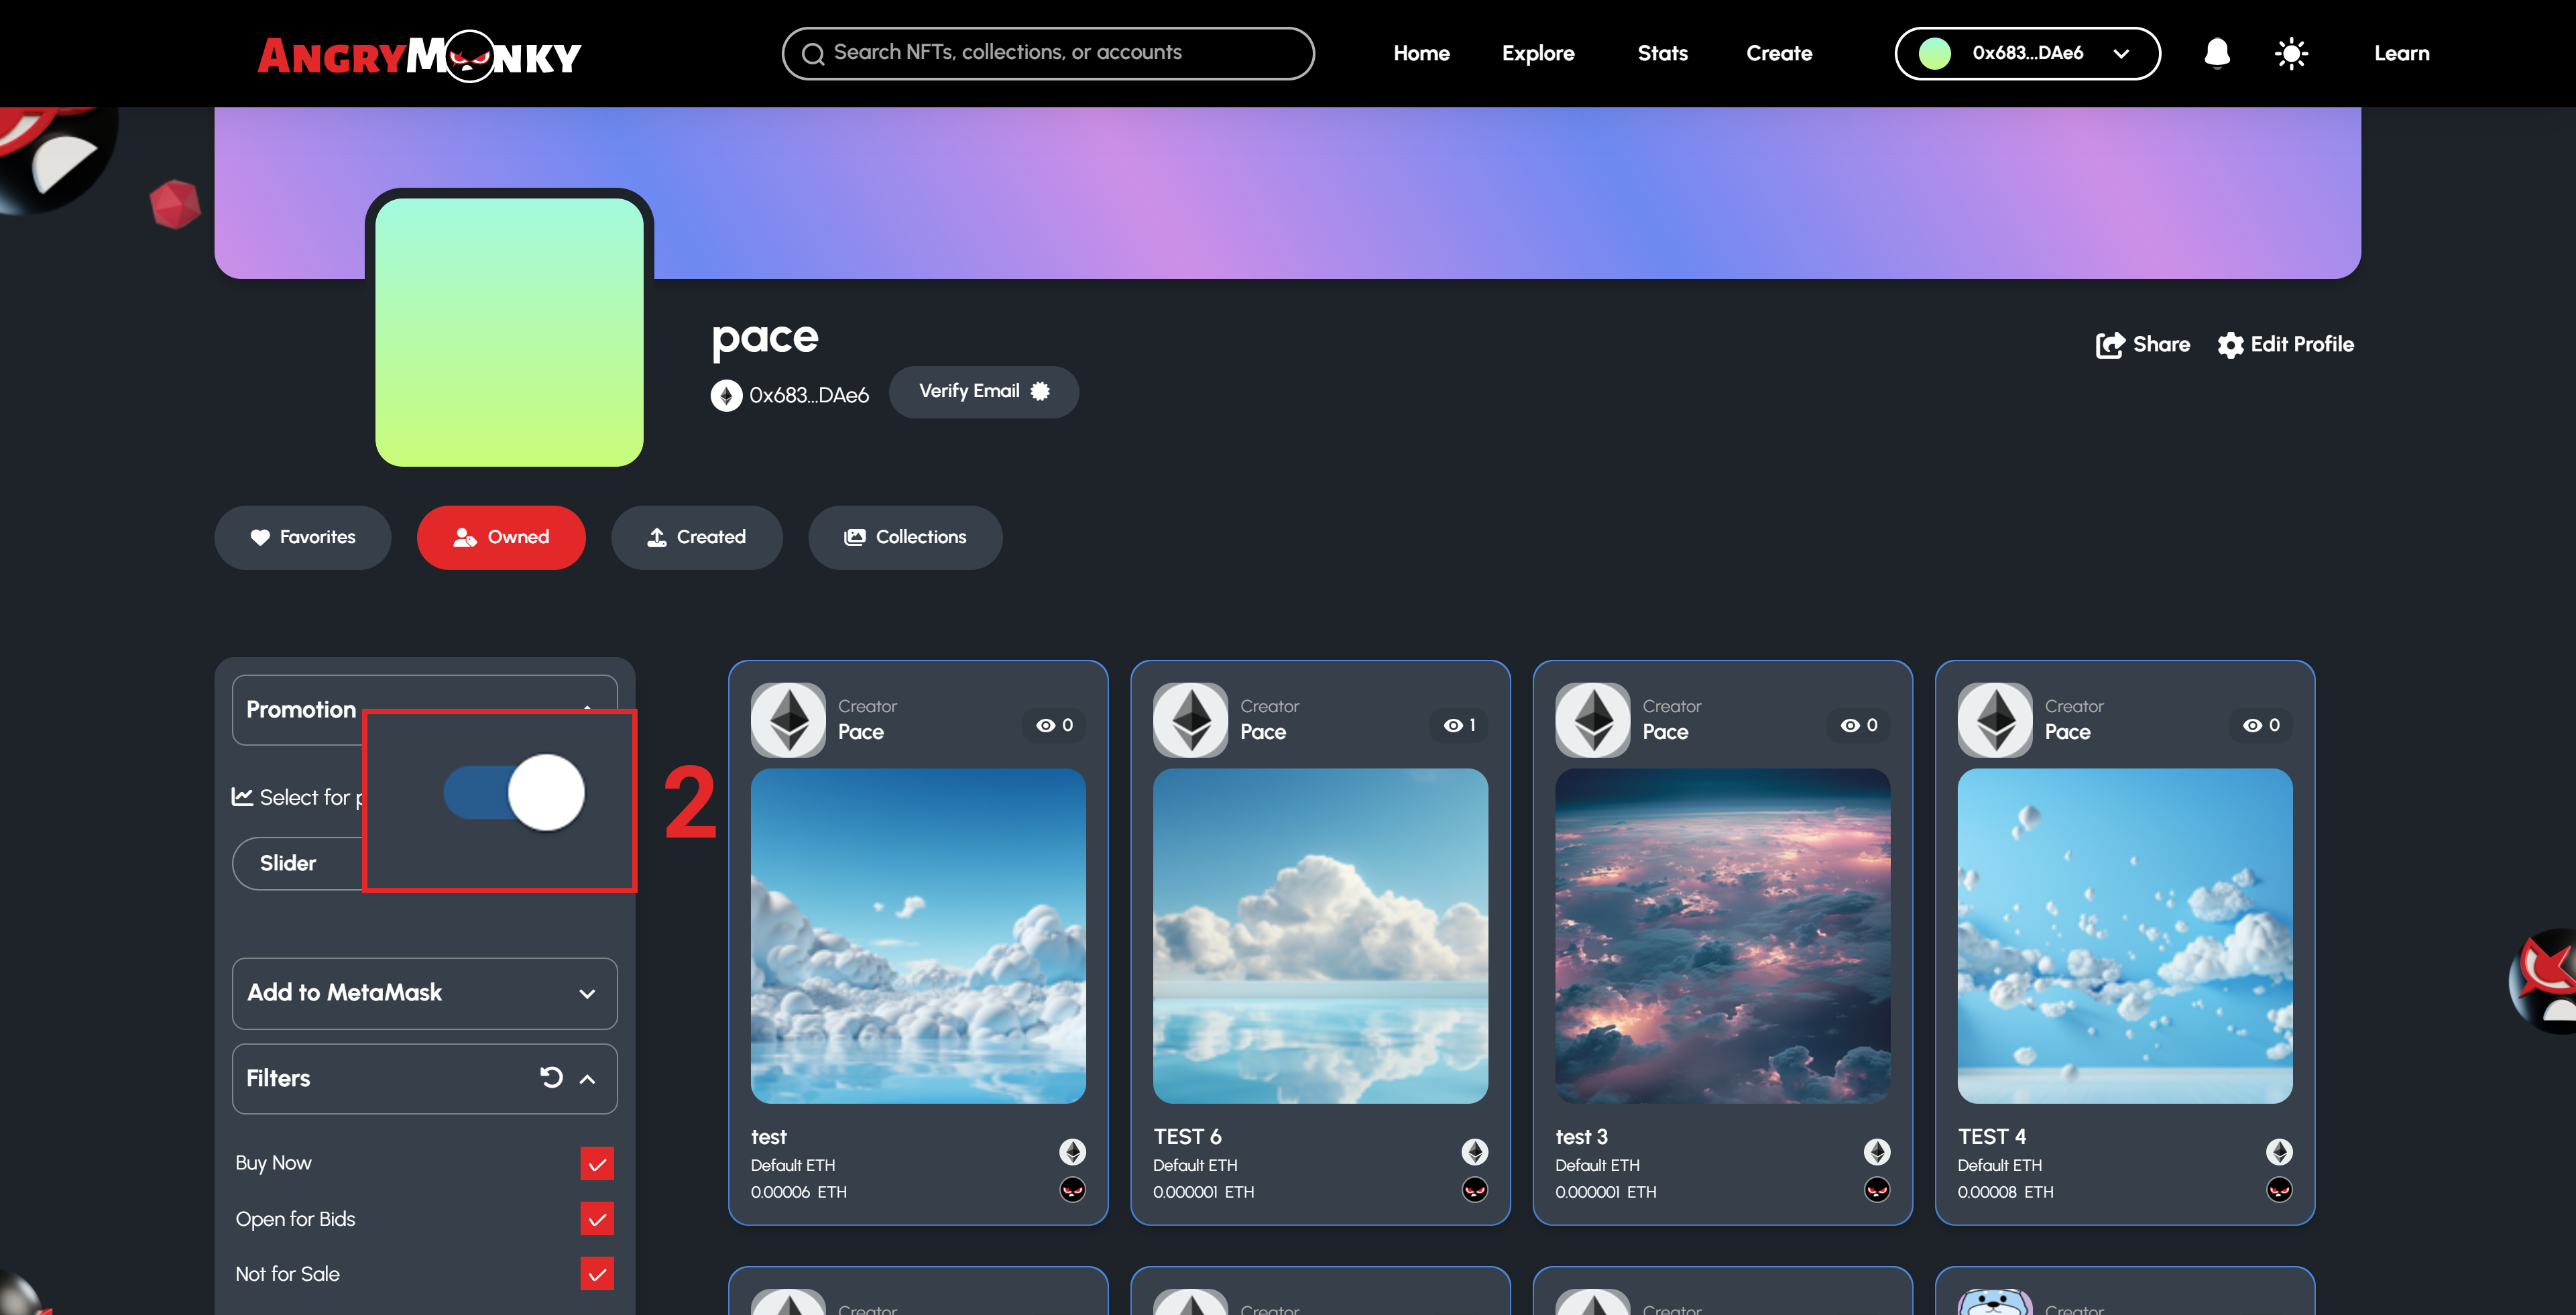 ANGRYMONKY
Search NFTs, collections, or accounts
Home
Explore
Stats
Create
0x683...DAe6
Learn
pace
0x683...DAe6
Verify Email
Share
Edit Profile
Favorites
Owned
Created
Collections
Promotion
Select for
Slider
2
Add to MetaMask
Filters
Buy Now
Open for Bids
Not for Sale
Creator
Pace
0
test
Default ETH
0.00006 ETH
Creator
Pace
1
TEST 6
Default ETH
0.000001 ETH
Creator
Pace
0
test 3
Default ETH
0.000001 ETH
Creator
Pace
0
TEST 4
Default ETH
0.00008 ETH
Creator
Creator
Creator
Creator